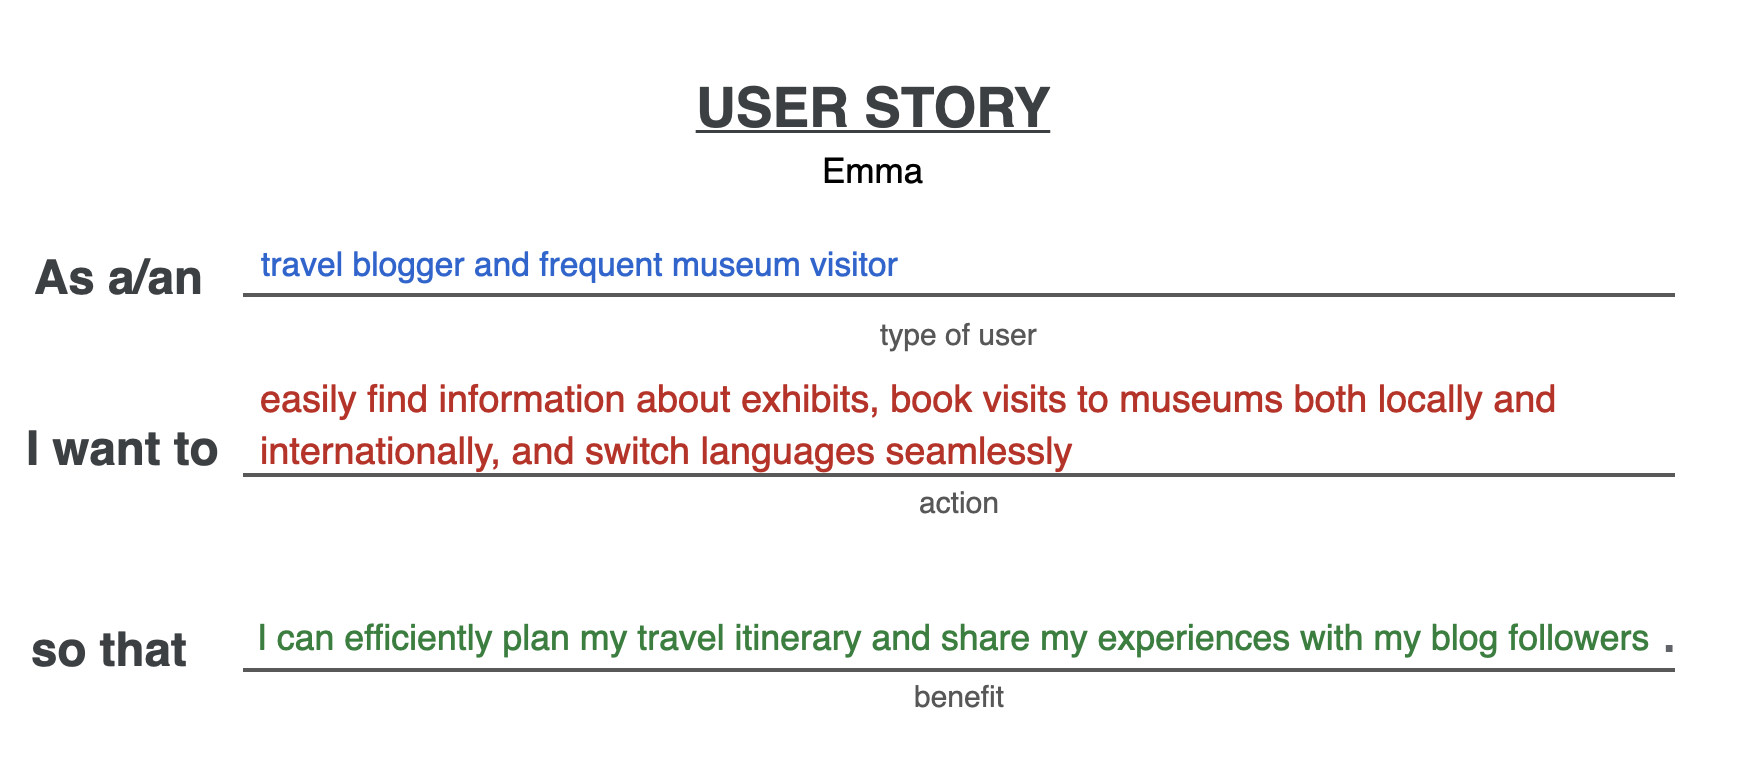 USER STORY
Emma
As a/an travel blogger and frequent museum visitor
type of user
easily find information about exhibits, book visits to museums both locally and
I want to internationally, and switch languages seamlessly
action
so that I can efficiently plan my travel itinerary and share my experiences with my blog followers .
benefit